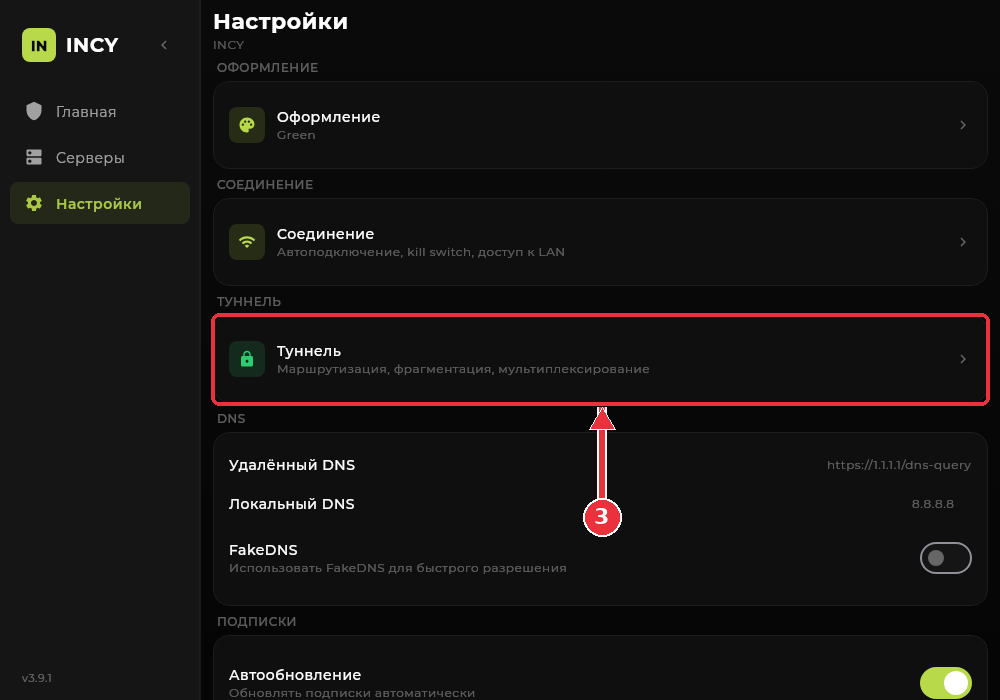 IN INCY
Главная
Серверы
Настройки
v3.9.1
Настройки
INCY
ОФОРМЛЕНИЕ
Оформление
Green
СОЕДИНЕНИЕ
Соединение
Автоподключение, kill switch, доступ к LAN
ТУННЕЛЬ
Туннель
Маршрутизация, фрагментация, мультиплексирование
DNS
Удалённый DNS https://1.1.1.1/dns-query
3
Локальный DNS 8.8.8.8
FakeDNS
Использовать FakeDNS для быстрого разрешения
ПОДПИСКИ
Автообновление
Обновлять подписки автоматически